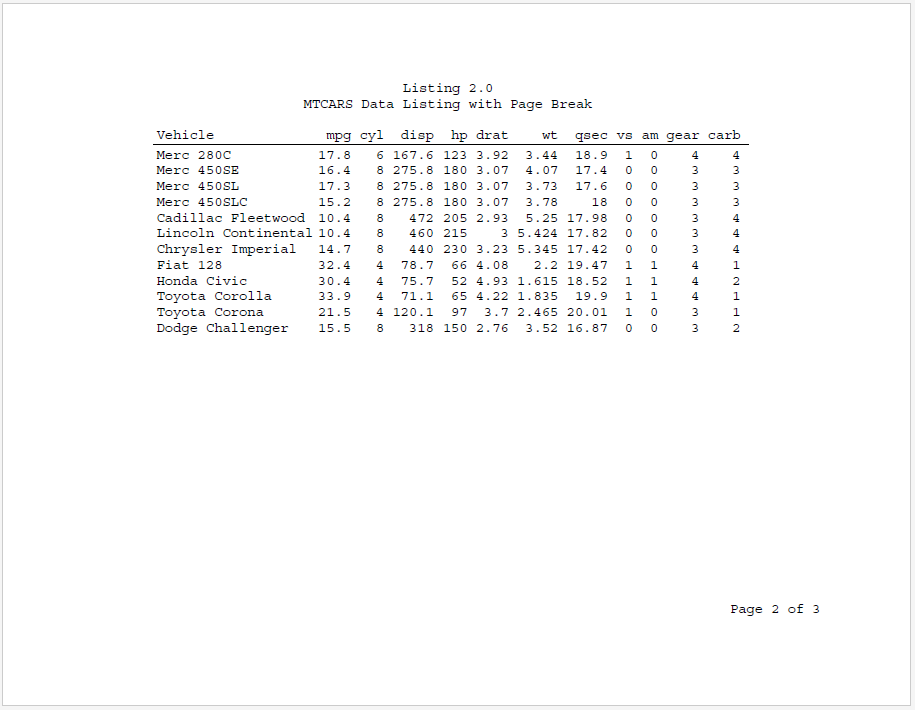 Listing 2.0
MTCARS Data Listing with Page Break
Vehicle mpg cyl disp hp drat wt qsec vs am gear carb
Merc 280C 17.8 6 167.6 123 3.92 3.44 18.9 1 0 4 4
Merc 450SE 16.4 8 275.8 180 3.07 4.07 17.4 0 0 3 3
Merc 450SL 17.3 8 275.8 180 3.07 3.73 17.6 0 0 3 3
Merc 450SLC 15.2 8 275.8 180 3.07 3.78 18 0 0 3 3
Cadillac Fleetwood 10.4 8 472 205 2.93 5.25 17.98 0 0 3 4
Lincoln Continental 10.4 8 460 215 3 5.424 17.82 0 0 3 4
Chrysler Imperial 14.7 8 440 230 3.23 5.345 17.42 0 0 3 4
Fiat 128 32.4 4 78.7 66 4.08 2.2 19.47 1 1 4 1
Honda Civic 30.4 4 75.7 52 4.93 1.615 18.52 1 1 4 2
Toyota Corolla 33.9 4 71.1 65 4.22 1.835 19.9 1 1 4 1
Toyota Corona 21.5 4 120.1 97 3.7 2.465 20.01 1 0 3 1
Dodge Challenger 15.5 8 318 150 2.76 3.52 16.87 0 0 3 2
Page 2 of 3